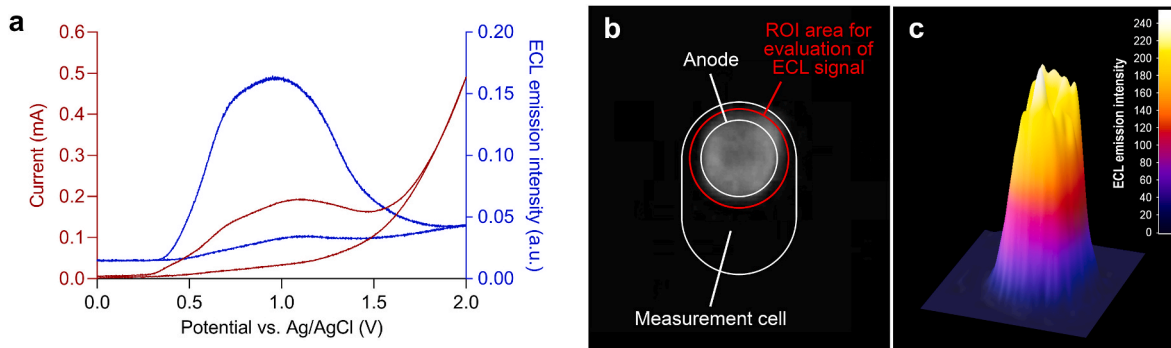 a
0.6
0.5
0.4
0.3
0.2
0.1
0.0
Current (mA)
0.20
0.15
0.10
0.05
0.00
ECL emission
intensity (a.u.)
0.0
0.5
1.0
1.5
2.0
Potential vs. Ag/AgCl (V)
b
ROI area for
evaluation of
ECL signal
Anode
Measurement cell
c
ECL emission intensity
240
220
200
180
160
140
120
100
80
60
40
20
0